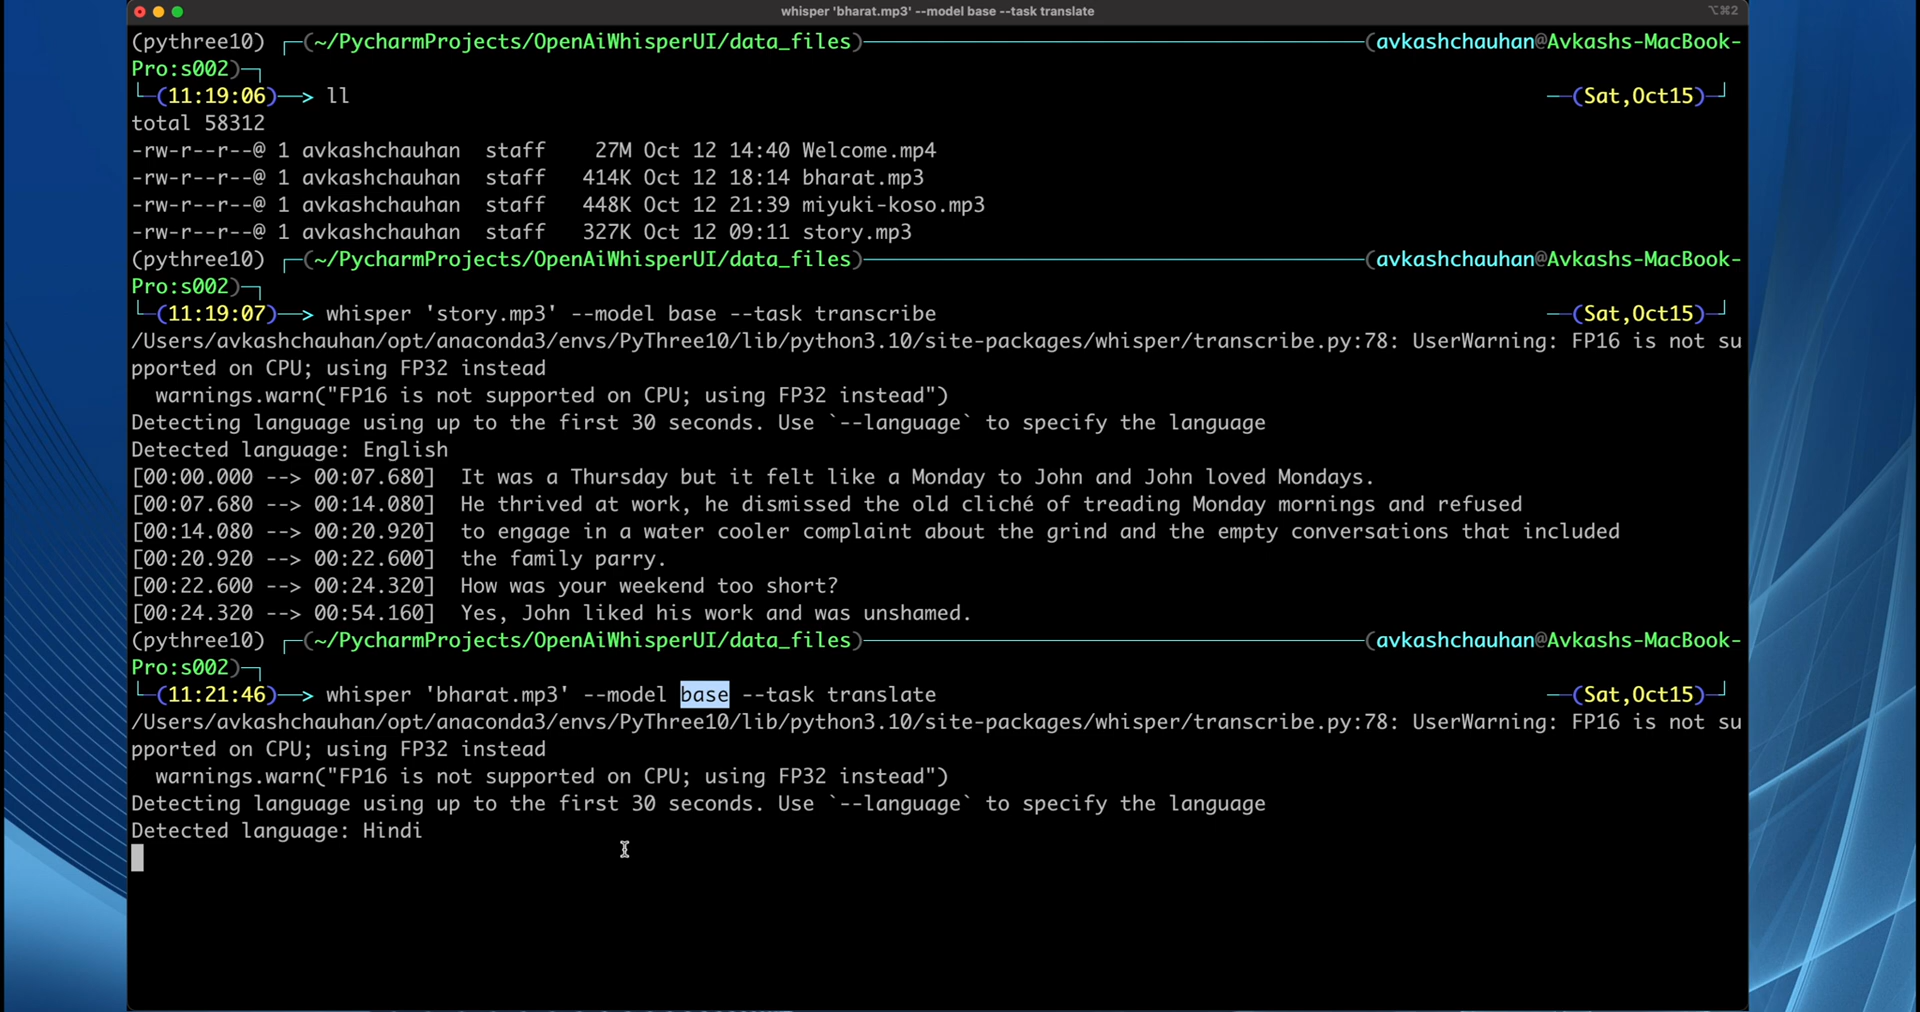 whisper 'bharat.mp3' --model base --task translate ⌥⌘2
(pythree10) ┌─(~/PycharmProjects/OpenAiWhisperUI/data_files)──(avkashchauhan@Avkashs-MacBook-
Pro:s002)─┐
└─(11:19:06)──> ll ──(Sat,Oct15)─┘
total 58312
-rw-r--r--@ 1 avkashchauhan  staff    27M Oct 12 14:40 Welcome.mp4
-rw-r--r--@ 1 avkashchauhan  staff   414K Oct 12 18:14 bharat.mp3
-rw-r--r--@ 1 avkashchauhan  staff   448K Oct 12 21:39 miyuki-koso.mp3
-rw-r--r--@ 1 avkashchauhan  staff   327K Oct 12 09:11 story.mp3
(pythree10) ┌─(~/PycharmProjects/OpenAiWhisperUI/data_files)──(avkashchauhan@Avkashs-MacBook-
Pro:s002)─┐
└─(11:19:07)──> whisper 'story.mp3' --model base --task transcribe ──(Sat,Oct15)─┘
/Users/avkashchauhan/opt/anaconda3/envs/PyThree10/lib/python3.10/site-packages/whisper/transcribe.py:78: UserWarning: FP16 is not su
pported on CPU; using FP32 instead
  warnings.warn("FP16 is not supported on CPU; using FP32 instead")
Detecting language using up to the first 30 seconds. Use `--language` to specify the language
Detected language: English
[00:00.000 --> 00:07.680]  It was a Thursday but it felt like a Monday to John and John loved Mondays.
[00:07.680 --> 00:14.080]  He thrived at work, he dismissed the old cliché of treading Monday mornings and refused
[00:14.080 --> 00:20.920]  to engage in a water cooler complaint about the grind and the empty conversations that included
[00:20.920 --> 00:22.600]  the family parry.
[00:22.600 --> 00:24.320]  How was your weekend too short?
[00:24.320 --> 00:54.160]  Yes, John liked his work and was unshamed.
(pythree10) ┌─(~/PycharmProjects/OpenAiWhisperUI/data_files)──(avkashchauhan@Avkashs-MacBook-
Pro:s002)─┐
└─(11:21:46)──> whisper 'bharat.mp3' --model base --task translate ──(Sat,Oct15)─┘
/Users/avkashchauhan/opt/anaconda3/envs/PyThree10/lib/python3.10/site-packages/whisper/transcribe.py:78: UserWarning: FP16 is not su
pported on CPU; using FP32 instead
  warnings.warn("FP16 is not supported on CPU; using FP32 instead")
Detecting language using up to the first 30 seconds. Use `--language` to specify the language
Detected language: Hindi